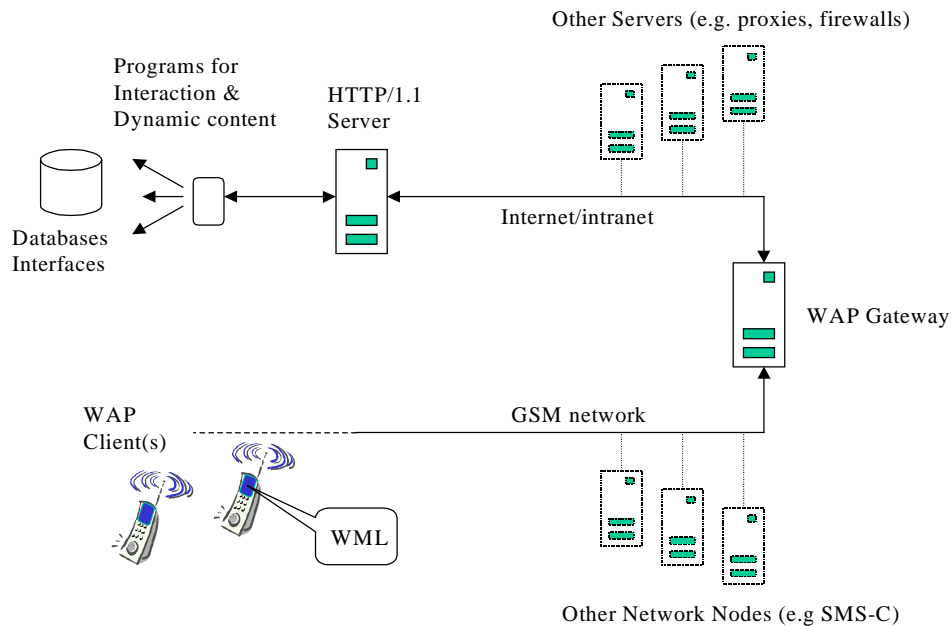 Other Servers (e.g. proxies, firewalls)
Programs for
Interaction &
Dynamic content
HTTP/1.1
Server
Internet/intranet
Databases
Interfaces
WAP Gateway
GSM network
WAP
Client(s)
WML
Other Network Nodes (e.g SMS-C)